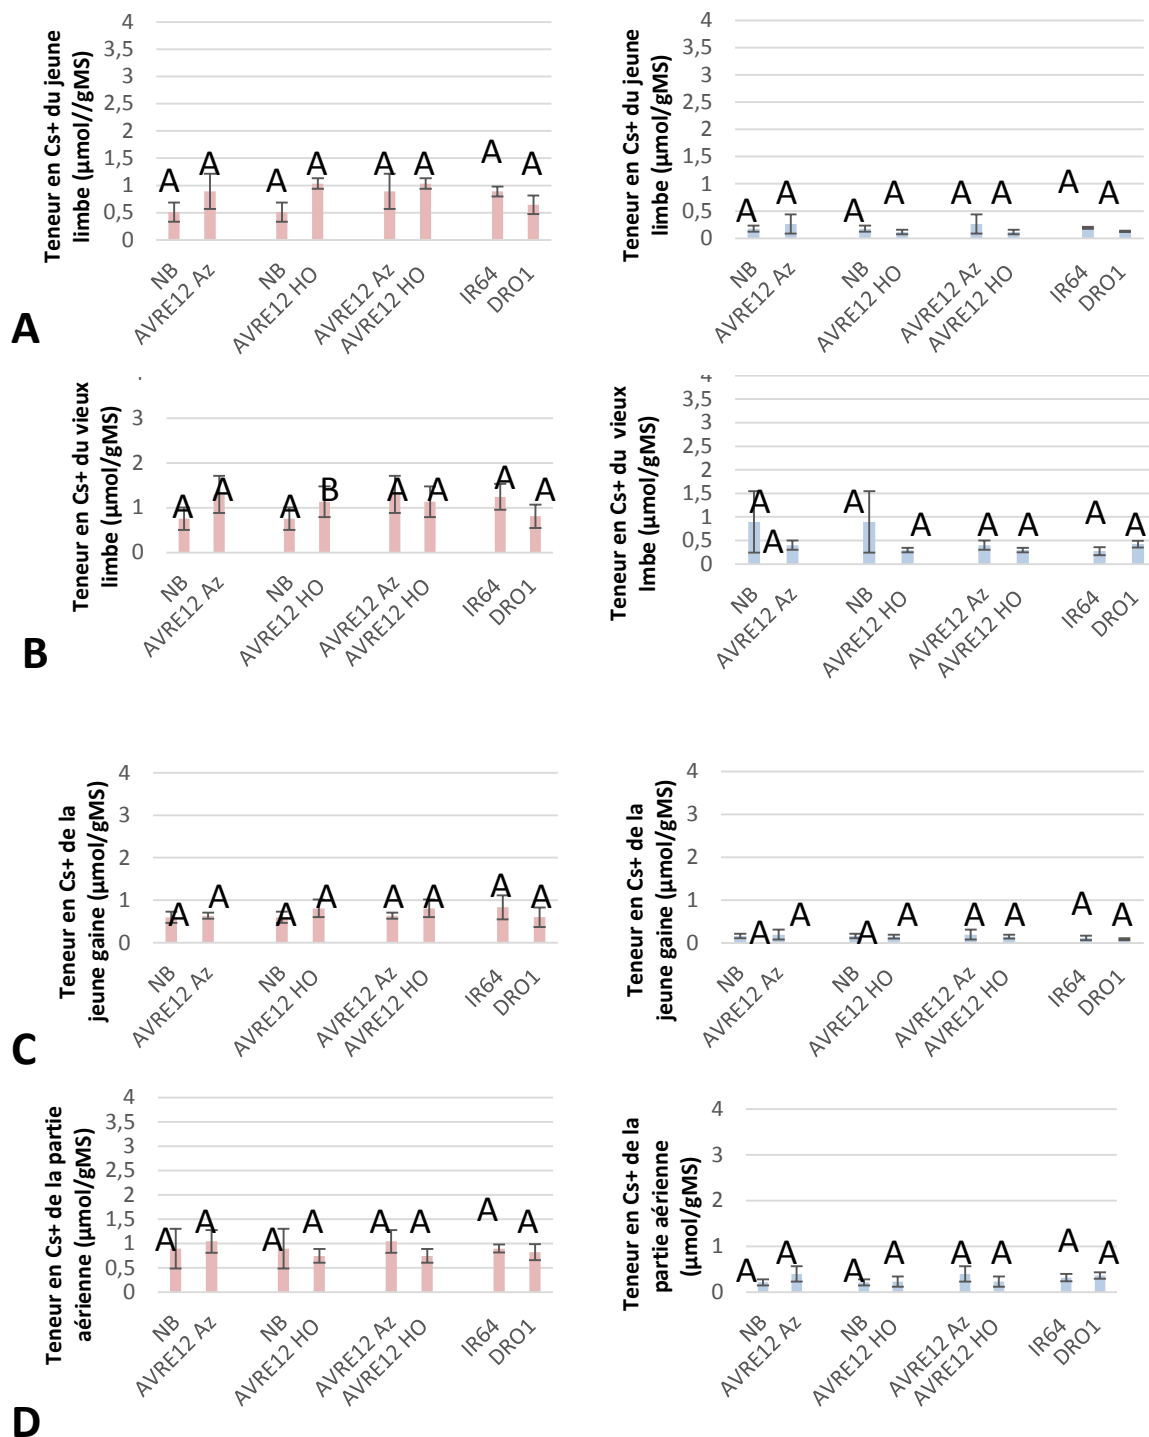 Teneur en Cs+ du jeune
limbe (µmol//gMS)
4
3,5
3
2,5
2
1,5
1
0,5
0
A A A A A A A A
NB
AVRE12 Az
NB
AVRE12 HO
AVRE12 Az
AVRE12 HO
IR64
DRO1
Teneur en Cs+ du jeune
limbe (µmol/gMS)
4
3,5
3
2,5
2
1,5
1
0,5
0
A A A A A A A A
NB
AVRE12 Az
NB
AVRE12 HO
AVRE12 Az
AVRE12 HO
IR64
DRO1
A
Teneur en Cs+ du vieux
limbe (µmol/gMS)
3
2
1
0
A A A B A A A A
NB
AVRE12 Az
NB
AVRE12 HO
AVRE12 Az
AVRE12 HO
IR64
DRO1
Teneur en Cs+ du vieux
lmbe (µmol/gMS)
4
3,5
3
2,5
2
1,5
1
0,5
0
A A A A A A A A
NB
AVRE12 Az
NB
AVRE12 HO
AVRE12 Az
AVRE12 HO
IR64
DRO1
B
Teneur en Cs+ de la
jeune gaine (µmol/gMS)
4
3
2
1
0
A A A A A A A A
NB
AVRE12 Az
NB
AVRE12 HO
AVRE12 Az
AVRE12 HO
IR64
DRO1
Teneur en Cs+ de la
jeune gaine (µmol/gMS)
4
3
2
1
0
A A A A A A A A
NB
AVRE12 Az
NB
AVRE12 HO
AVRE12 Az
AVRE12 HO
IR64
DRO1
C
Teneur en Cs+ de la partie
aérienne (µmol/gMS)
4
3,5
3
2,5
2
1,5
1
0,5
0
A A A A A A A A
NB
AVRE12 Az
NB
AVRE12 HO
AVRE12 Az
AVRE12 HO
IR64
DRO1
Teneur en Cs+ de la
partie aérienne
(µmol/gMS)
4
3
2
1
0
A A A A A A A A
NB
AVRE12 Az
NB
AVRE12 HO
AVRE12 Az
AVRE12 HO
IR64
DRO1
D